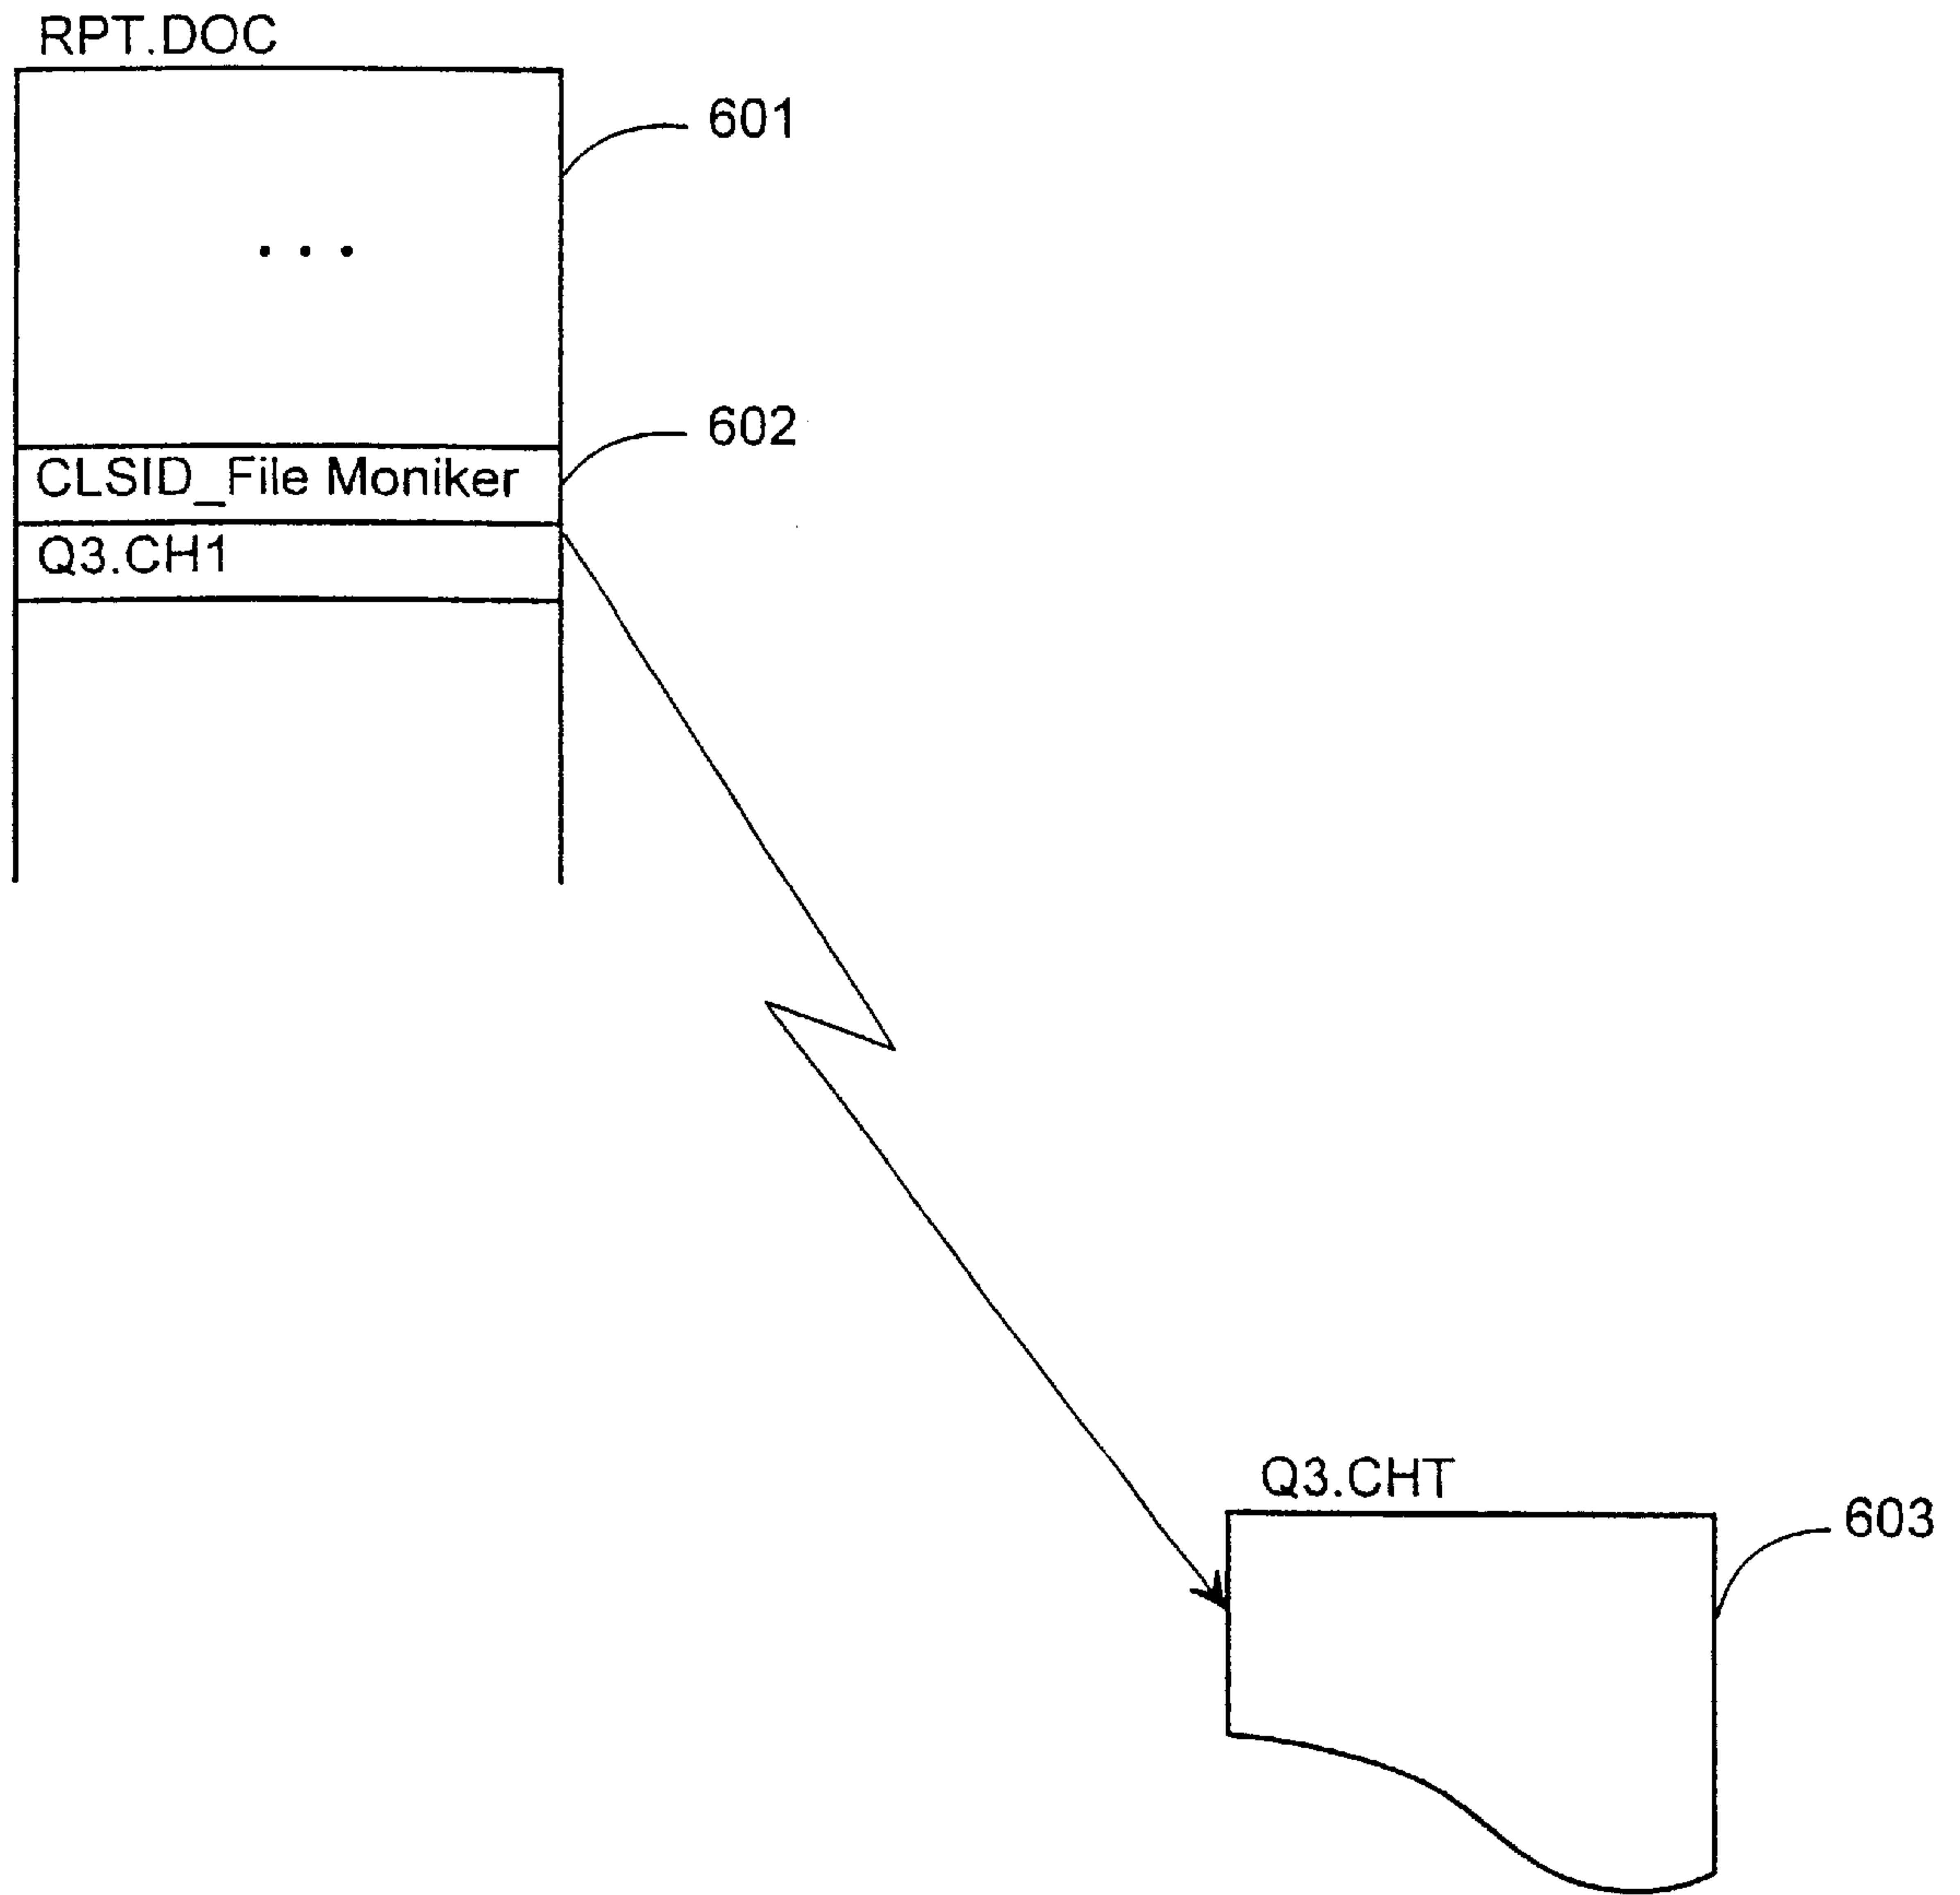 RPT.DOC
601
...
602
CLSID_File Moniker
Q3.CH1
Q3.CHT
603